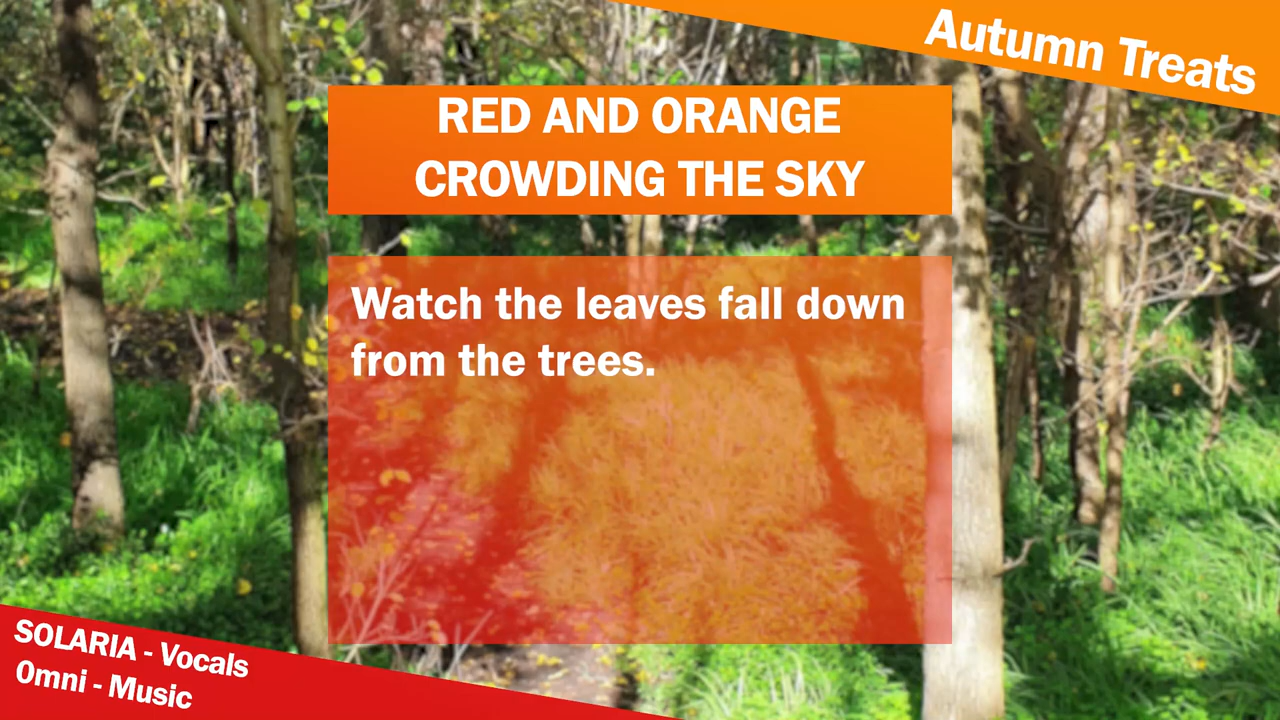 Autumn Treats
RED AND ORANGE
CROWDING THE SKY
Watch the leaves fall down
from the trees.
SOLARIA - Vocals
0mni - Music